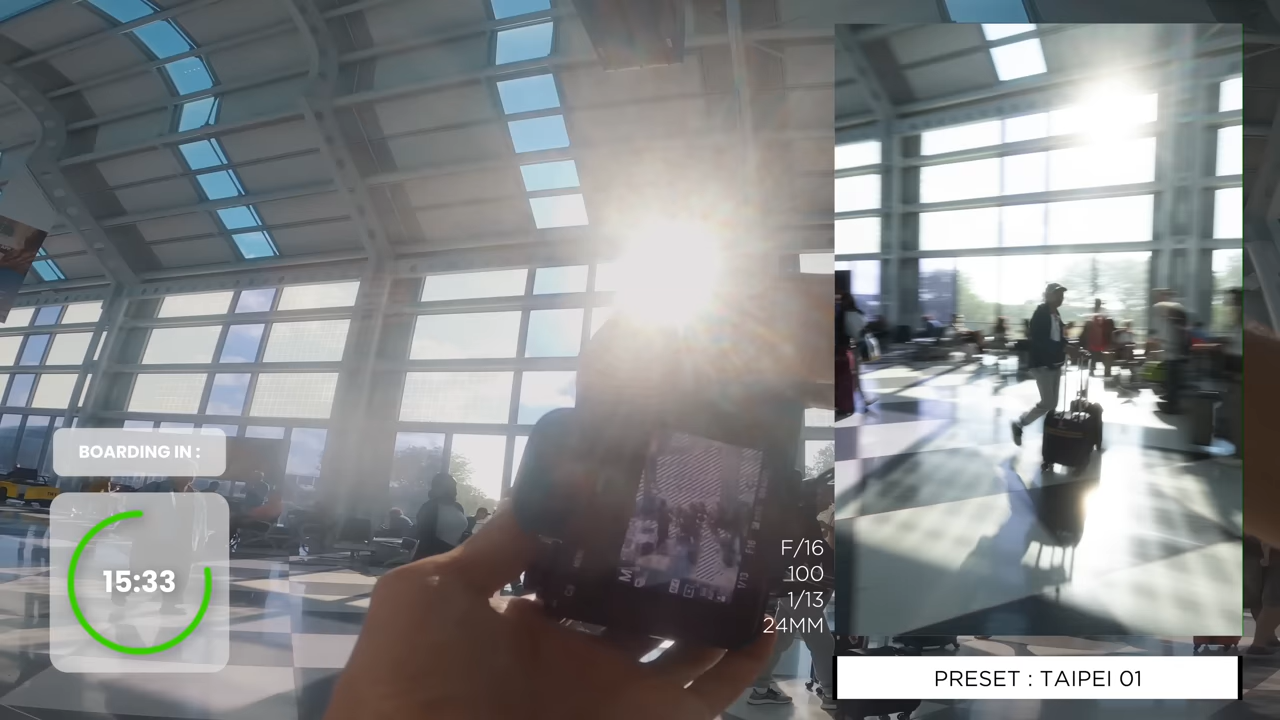 BOARDING IN :
15:33
F/16
100
1/13
24MM
M
PRESET : TAIPEI 01